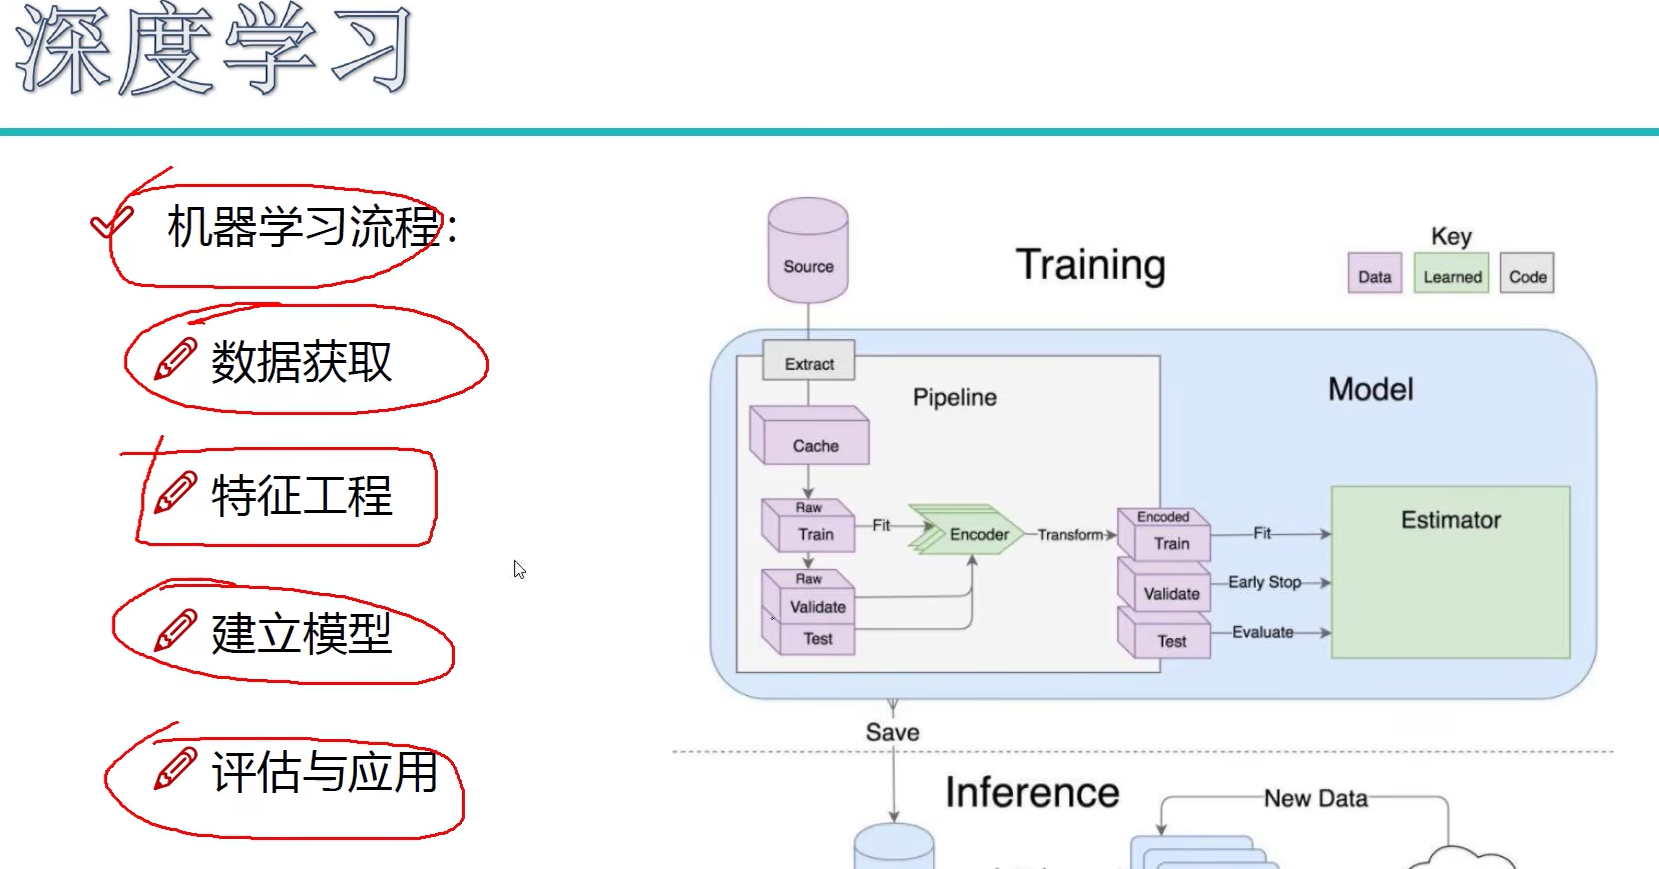 深度学习
机器学习流程：
数据获取
特征工程
建立模型
评估与应用
Source
Training
Key
Data
Learned
Code
Extract
Pipeline
Model
Cache
Raw
Train
Fit
Encoder
Transform
Encoded
Train
Fit
Estimator
Raw
Validate
Test
Validate
Early Stop
Test
Evaluate
Save
Inference
New Data